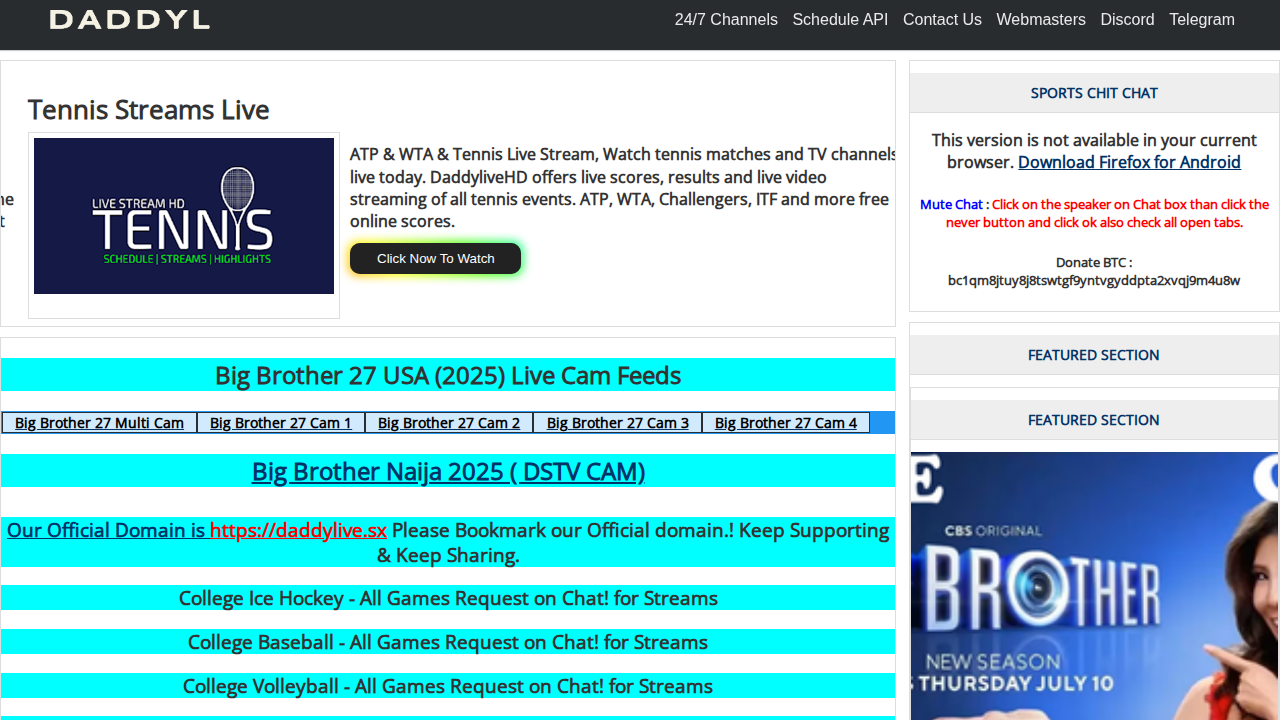 DADDYL
24/7 Channels Schedule API Contact Us Webmasters Discord Telegram
Tennis Streams Live
LIVE STREAM HD
TENNIS
SCHEDULE | STREAMS | HIGHLIGHTS
ATP & WTA & Tennis Live Stream, Watch tennis matches and TV channels
live today. DaddyliveHD offers live scores, results and live video
streaming of all tennis events. ATP, WTA, Challengers, ITF and more free
online scores.
Click Now To Watch
Big Brother 27 USA (2025) Live Cam Feeds
Big Brother 27 Multi Cam Big Brother 27 Cam 1 Big Brother 27 Cam 2 Big Brother 27 Cam 3 Big Brother 27 Cam 4
Big Brother Naija 2025 ( DSTV CAM)
Our Official Domain is https://daddylive.sx Please Bookmark our Official domain.! Keep Supporting
& Keep Sharing.
College Ice Hockey - All Games Request on Chat! for Streams
College Baseball - All Games Request on Chat! for Streams
College Volleyball - All Games Request on Chat! for Streams
SPORTS CHIT CHAT
This version is not available in your current
browser. Download Firefox for Android
Mute Chat : Click on the speaker on Chat box than click the
never button and click ok also check all open tabs.
Donate BTC :
bc1qm8jtuy8j8tswtgf9yntvgyddpta2xvqj9m4u8w
FEATURED SECTION
FEATURED SECTION
CBS ORIGINAL
BROTHER
NEW SEASON
THURSDAY JULY 10